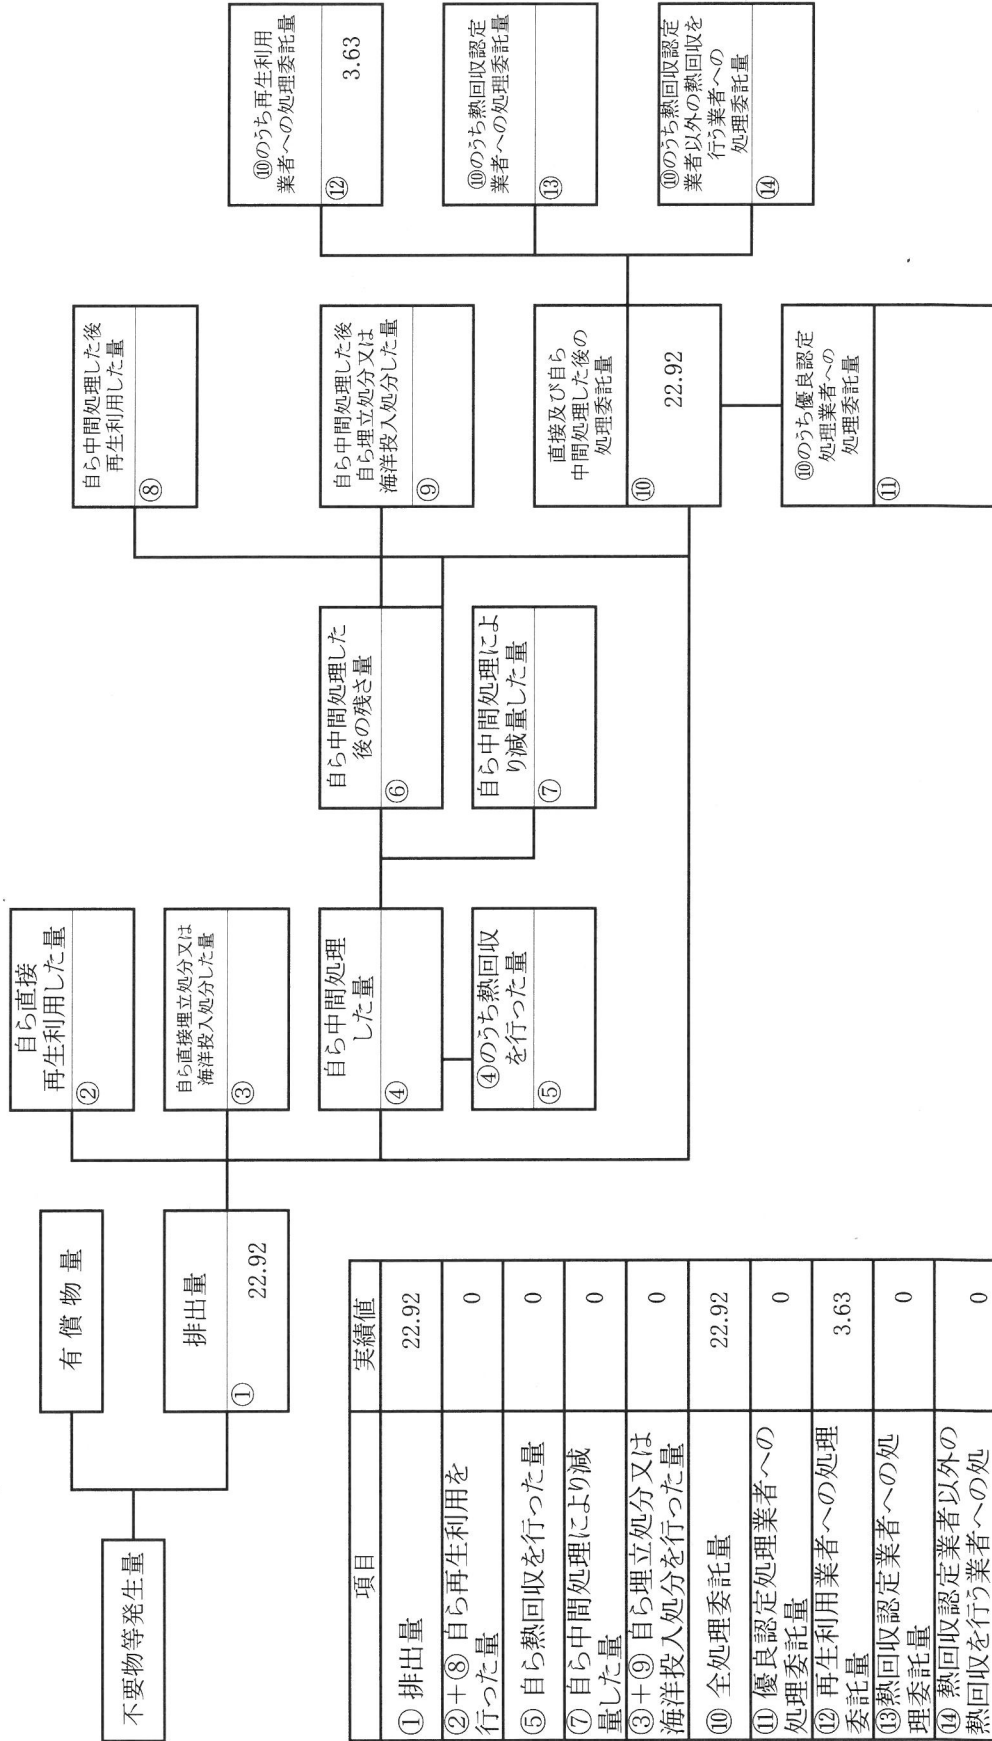 不要物等発生量
有償物量
排出量
①
22.92
自ら直接
再生利用した量
②
自ら直接埋立処分又は
海洋投入処分した量
③
自ら中間処理
した量
④
④のうち熱回収
を行った量
⑤
自ら中間処理した
後の残さ量
⑥
自ら中間処理によ
り減量した量
⑦
自ら中間処理した後
再生利用した量
⑧
自ら中間処理した後
自ら埋立処分又は
海洋投入処分した量
⑨
直接及び自ら
中間処理した後の
処理委託量
⑩
22.92
⑩のうち優良認定
処理業者への
処理委託量
⑪
⑩のうち再生利用
業者への処理委託量
⑫
3.63
⑩のうち熱回収認定
業者への処理委託量
⑬
⑩のうち熱回収認定
業者以外の熱回収を
行う業者への
処理委託量
⑭
項目 実績値
① 排出量 22.92
②+⑧ 自ら再生利用を
行った量 0
⑤ 自ら熱回収を行った量 0
⑦ 自ら中間処理により減
量した量 0
③+⑨ 自ら埋立処分又は
海洋投入処分を行った量 0
⑩ 全処理委託量 22.92
⑪ 優良認定処理業者への
処理委託量 0
⑫ 再生利用業者への処理
委託量 3.63
⑬熱回収認定業者への処
理委託量 0
⑭ 熱回収認定業者以外の
熱回収を行う業者への処 0